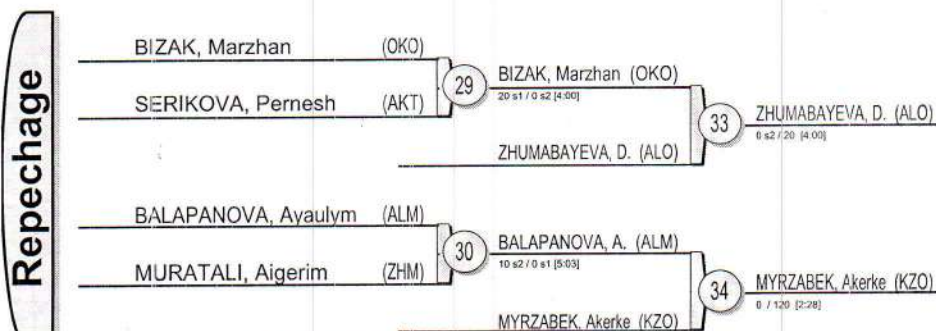 Repechage
BIZAK, Marzhan (OKO)
SERIKOVA, Pernesh (AKT)
29
BIZAK, Marzhan (OKO)
20 s1 / 0 s2 [4:00]
ZHUMABAYEVA, D. (ALO)
33
ZHUMABAYEVA, D. (ALO)
0 s2 / 20 [4:00]
BALAPANOVA, Ayaulym (ALM)
MURATALI, Aigerim (ZHM)
30
BALAPANOVA, A. (ALM)
10 s2 / 0 s1 [5:03]
MYRZABEK, Akerke (KZO)
34
MYRZABEK, Akerke (KZO)
0 / 120 [2:28]